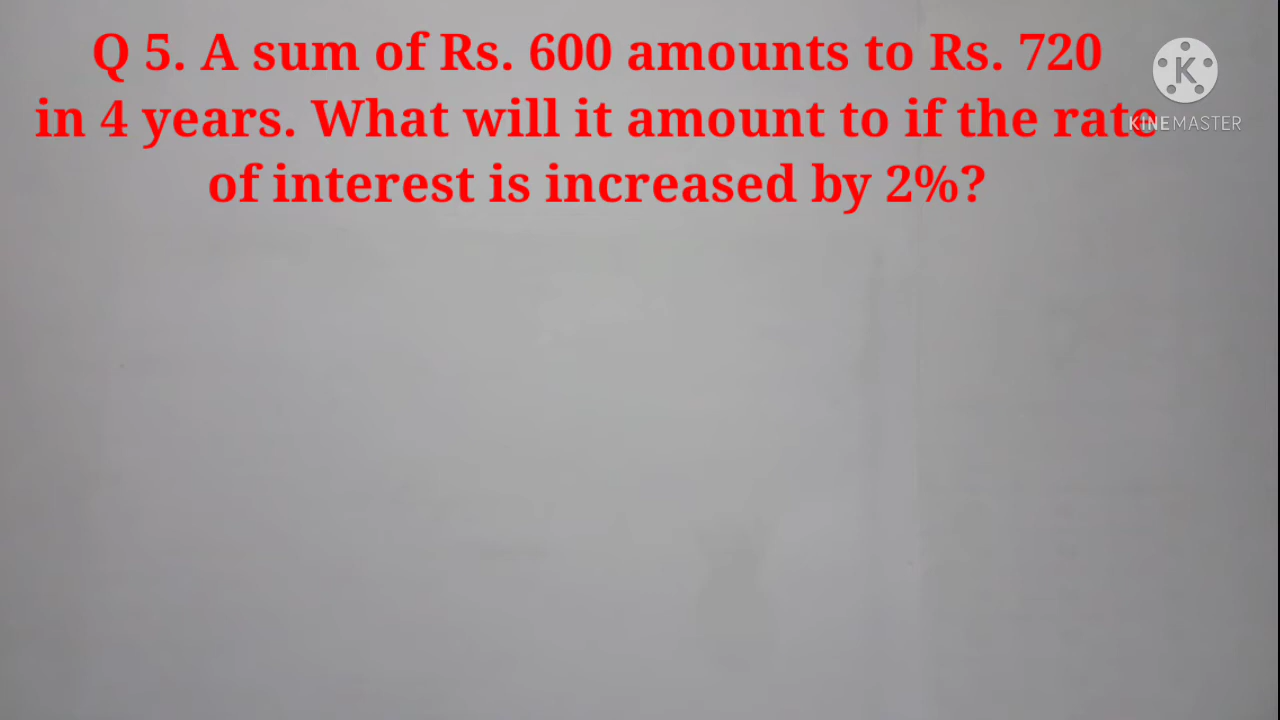 Q 5. A sum of Rs. 600 amounts to Rs. 720
in 4 years. What will it amount to if the rate
of interest is increased by 2%?
K
KINEMASTER